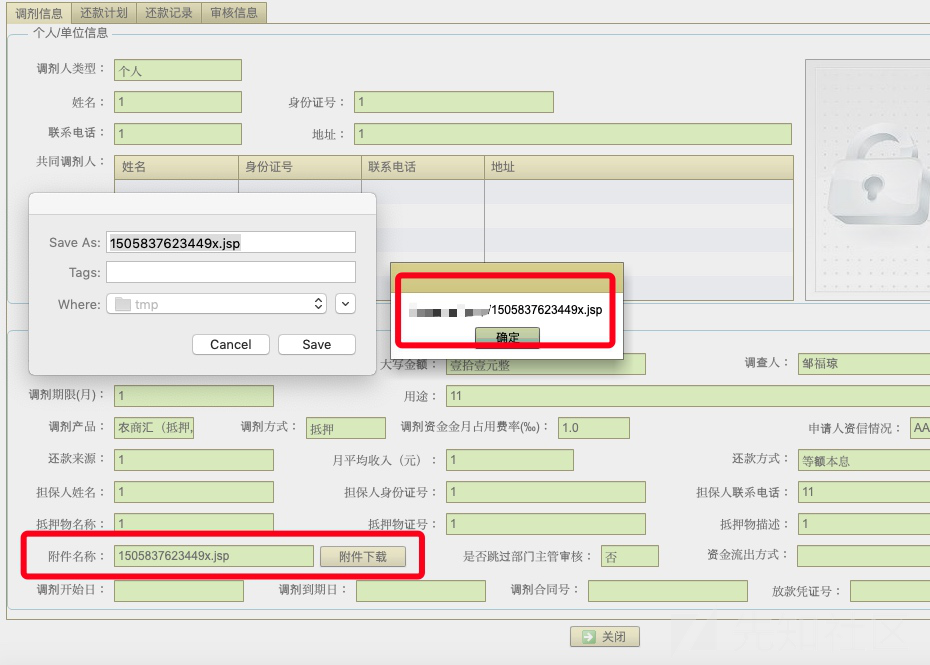 调剂信息 还款计划 还款记录 审核信息
个人/单位信息
调剂人类型： 个人
姓名： 1 身份证号： 1
联系电话： 1 地址： 1
共同调剂人： 姓名 身份证号 联系电话 地址
Save As: 1505837623449x.jsp
Tags:
Where: tmp
Cancel Save
/1505837623449x.jsp
确定
大写金额： 壹拾壹元整 调查人： 邹福琼
调剂期限(月)： 1 用途： 11
调剂产品： 农商汇（抵押, 调剂方式： 抵押 调剂资金金月占用费率(‰)： 1.0 申请人资信情况： AA
还款来源： 1 月平均收入（元）： 1 还款方式： 等额本息
担保人姓名： 1 担保人身份证号： 1 担保人联系电话： 11
抵押物名称： 1 抵押物证号： 1 抵押物描述： 1
附件名称： 1505837623449x.jsp 附件下载 是否跳过部门主管审核： 否 资金流出方式：
调剂开始日： 调剂到期日： 调剂合同号： 放款凭证号：
关闭
先知社区